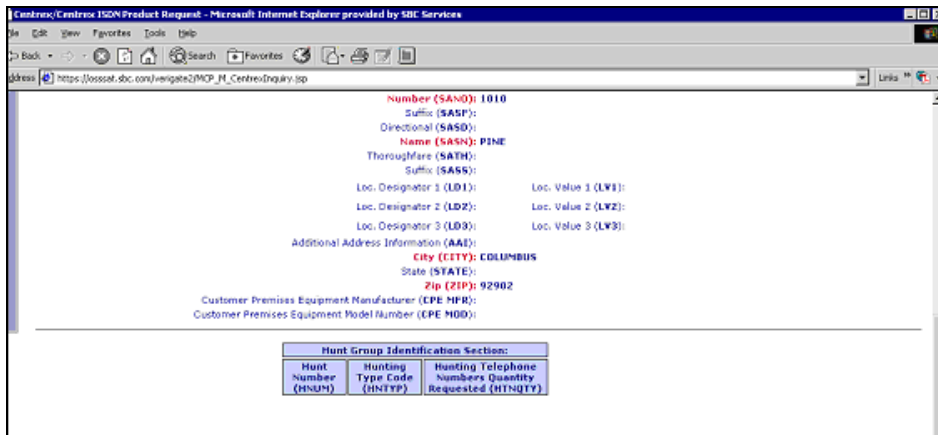 Centrex/Centrex ISDN Product Request - Microsoft Internet Explorer provided by SBC Services
Edit View Favorites Tools Help
Back Search Favorites
https://losssat.sbc.com/verigate2/MCP_M_CentrexInquiry.jsp Links
Number (SANO): 1010
Suffix (SASF):
Directional (SASD):
Name (SASN): PINE
Thoroughfare (SATH):
Suffix (SASS):
Loc. Designator 1 (LD1): Loc. Value 1 (LV1):
Loc. Designator 2 (LD2): Loc. Value 2 (LV2):
Loc. Designator 3 (LD3): Loc. Value 3 (LV3):
Additional Address Information (AAI):
City (CITY): COLUMBUS
State (STATE):
Zip (ZIP): 92902
Customer Premises Equipment Manufacturer (CPE MFR):
Customer Premises Equipment Model Number (CPE MOD):
Hunt Group Identification Section:
Hunt Hunting Hunting Telephone
Number Type Code Numbers Quantity
(HNUM) (HNTYP) Requested (HTNQTY)